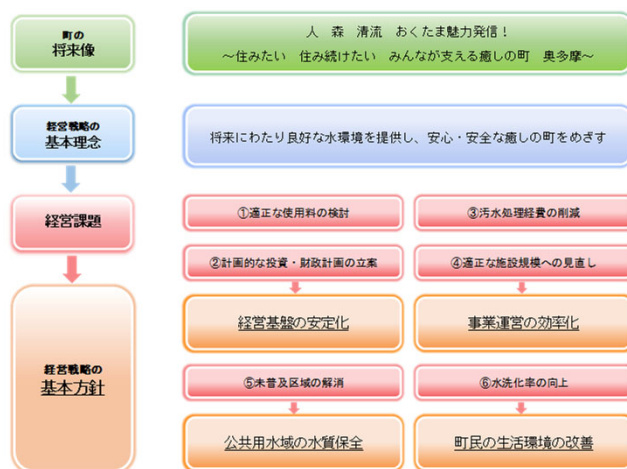 町の
将来像
人　森　清流　おくたま魅力発信！
～住みたい　住み続けたい　みんなが支える癒しの町　奥多摩～
経営戦略の
基本理念
将来にわたり良好な水環境を提供し、安心・安全な癒しの町をめざす
経営課題
①適正な使用料の検討
③汚水処理経費の削減
②計画的な投資・財政計画の立案
④適正な施設規模への見直し
経営戦略の
基本方針
経営基盤の安定化
事業運営の効率化
⑤未普及区域の解消
⑥水洗化率の向上
公共用水域の水質保全
町民の生活環境の改善